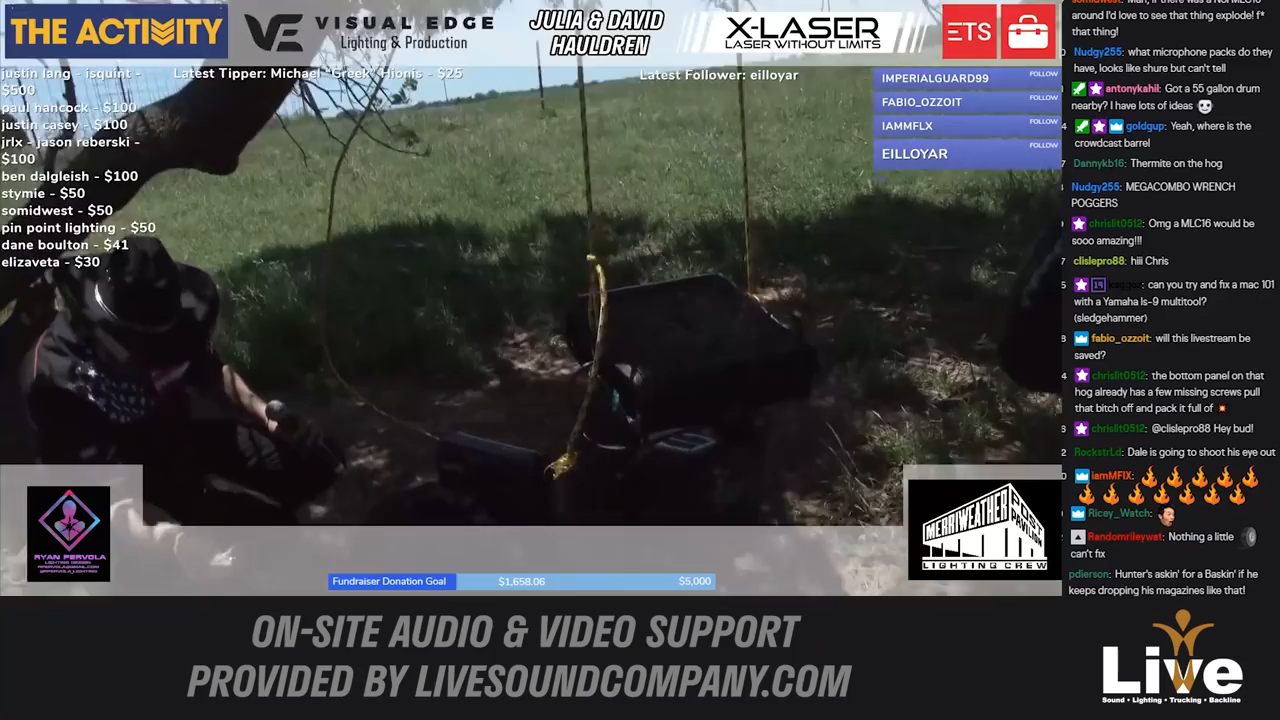 THE ACTIVITY
VE VISUAL EDGE
Lighting & Production
JULIA & DAVID
HAULDREN
X-LASER
LASER WITHOUT LIMITS
ETS
justin lang - isquint -
$500
paul hancock - $100
justin casey - $100
jrlx - jason reberski -
$100
ben dalgleish - $100
stymie - $50
somidwest - $50
pin point lighting - $50
dane boulton - $41
elizaveta - $30
Latest Tipper: Michael "Greek" Hionis - $25
Latest Follower: eilloyar
IMPERIALGUARD99 FOLLOW
FABIO_OZZOIT FOLLOW
IAMMFLX FOLLOW
EILLOYAR FOLLOW
around I'd love to see that thing explode! f*
that thing!
Nudgy255: what microphone packs do they
have, looks like shure but can't tell
antonykahil: Got a 55 gallon drum
nearby? I have lots of ideas
goldgup: Yeah, where is the
crowdcast barrel
Dannykb16: Thermite on the hog
Nudgy255: MEGACOMBO WRENCH
POGGERS
chrislit0512: Omg a MLC16 would be
sooo amazing!!!
clislepro88: hiii Chris
can you try and fix a mac 101
with a Yamaha ls-9 multitool?
(sledgehammer)
fabio_ozzoit: will this livestream be
saved?
chrislit0512: the bottom panel on that
hog already has a few missing screws pull
that bitch off and pack it full of
chrislit0512: @clislepro88 Hey bud!
RockstrLd: Dale is going to shoot his eye out
iamMFIX:
Ricey_Watch:
Randomrileywat: Nothing a little
can't fix
pdierson: Hunter's askin' for a Baskin' if he
keeps dropping his magazines like that!
RYAN PERVOLA
LIGHTING DESIGN
MERRIWEATHER POST PAVILION
LIGHTING CREW
Fundraiser Donation Goal $1,658.06 $5,000
ON-SITE AUDIO & VIDEO SUPPORT
PROVIDED BY LIVESOUNDCOMPANY.COM
Live
Sound • Lighting • Trucking • Backline